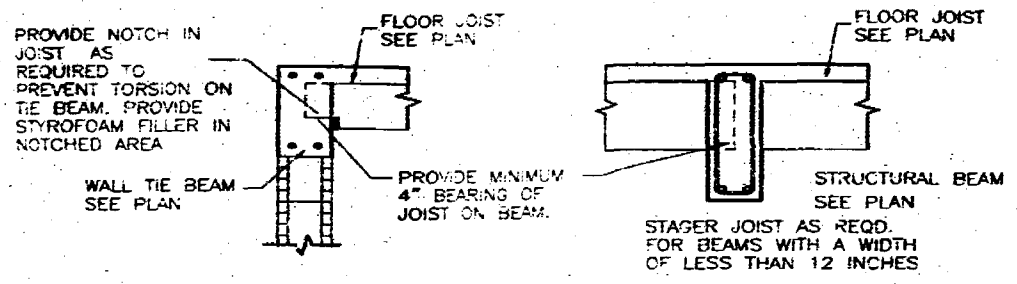 PROVIDE NOTCH IN
JOIST AS
REQUIRED TO
PREVENT TORSION ON
TIE BEAM. PROVIDE
STYROFOAM FILLER IN
NOTCHED AREA
FLOOR JOIST
SEE PLAN
WALL TIE BEAM
SEE PLAN
PROVIDE MINIMUM
4" BEARING OF
JOIST ON BEAM.
FLOOR JOIST
SEE PLAN
STRUCTURAL BEAM
SEE PLAN
STAGER JOIST AS REQD.
FOR BEAMS WITH A WIDTH
OF LESS THAN 12 INCHES